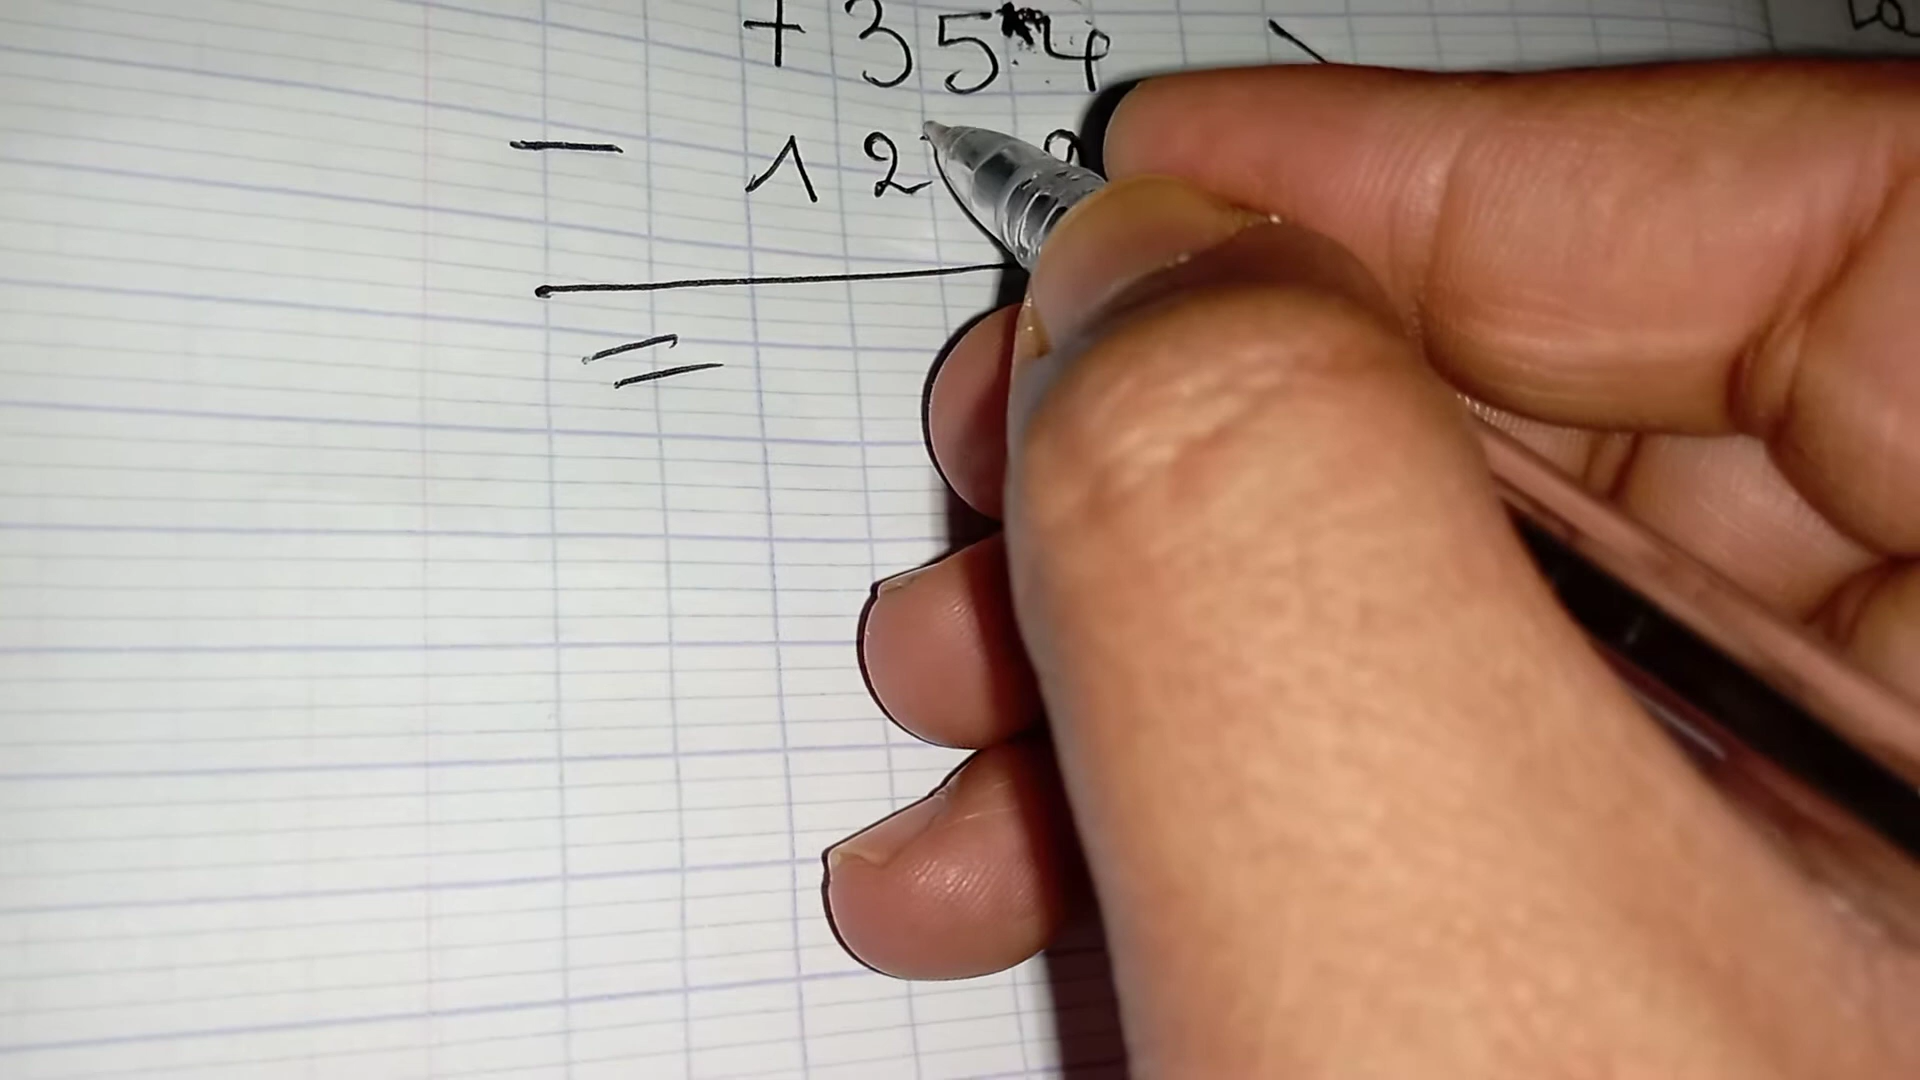 + 354
- 12
=